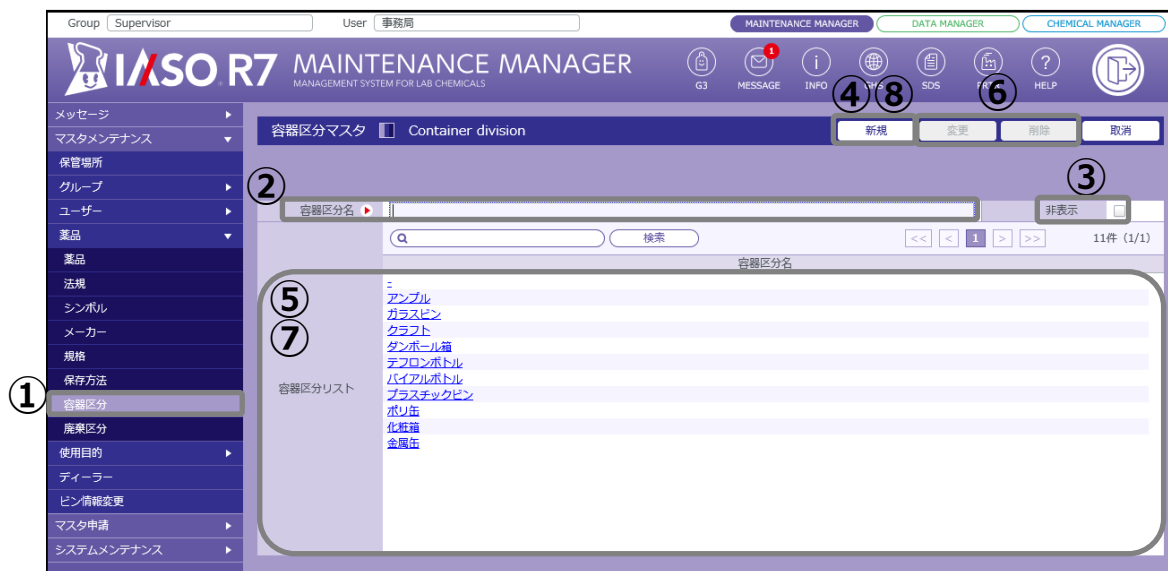 Group Supervisor User 事務局 MAINTENANCE MANAGER DATA MANAGER CHEMICAL MANAGER
IASO R7 MAINTENANCE MANAGER
MANAGEMENT SYSTEM FOR LAB CHEMICALS
1
G3 MESSAGE INFO GHS SDS PRTR HELP
④ ⑧ ⑥
メッセージ
マスタメンテナンス
容器区分マスタ Container division 新規 変更 削除 取消
保管場所
グループ
② ③
ユーザー
容器区分名 非表示
薬品
検索 << < 1 > >> 11件 (1/1)
薬品
容器区分名
法規
シンボル
メーカー
規格
保存方法
① 容器区分
廃棄区分
使用目的
ディーラー
ビン情報変更
マスタ申請
システムメンテナンス
⑤
⑦
容器区分リスト
-
アンプル
ガラスビン
クラフト
ダンボール箱
テフロンボトル
バイアルボトル
プラスチックビン
ポリ缶
化粧箱
金属缶